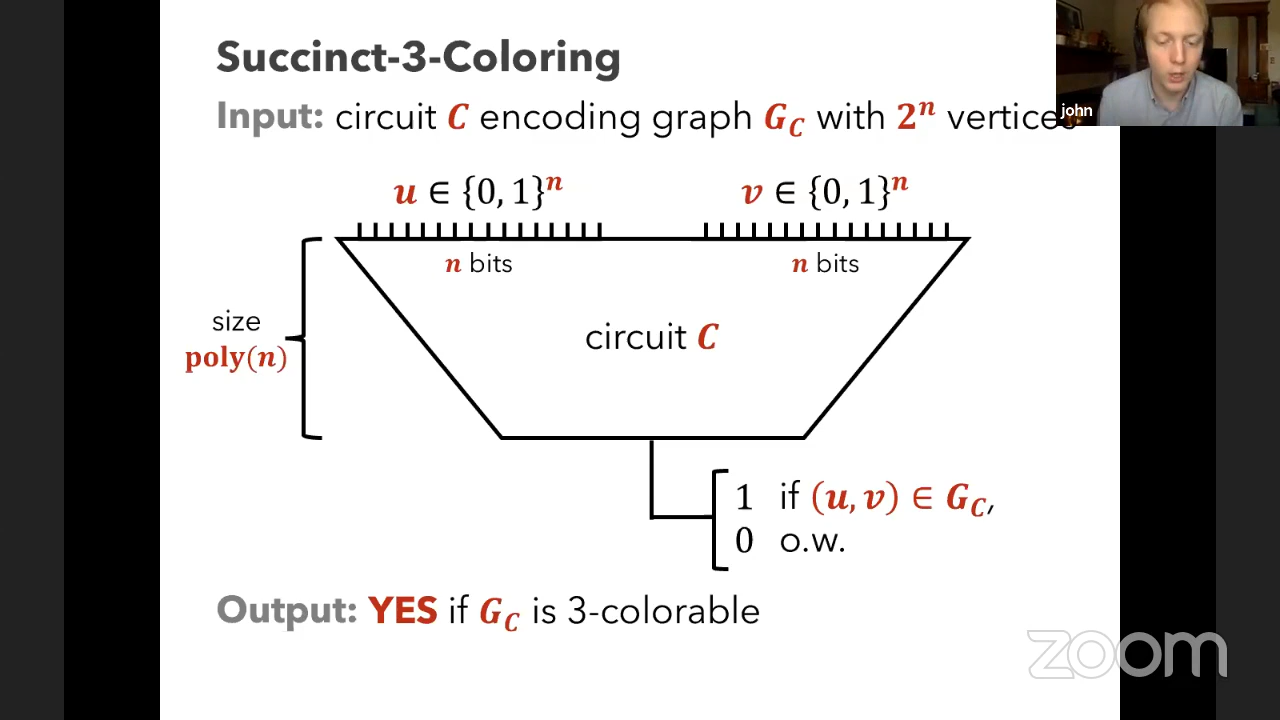 Succinct-3-Coloring
Input: circuit C encoding graph G_C with 2^n vertices
john
u ∈ {0, 1}^n
v ∈ {0, 1}^n
n bits
n bits
size
poly(n)
circuit C
1 if (u, v) ∈ G_C,
0 o.w.
Output: YES if G_C is 3-colorable
zoom